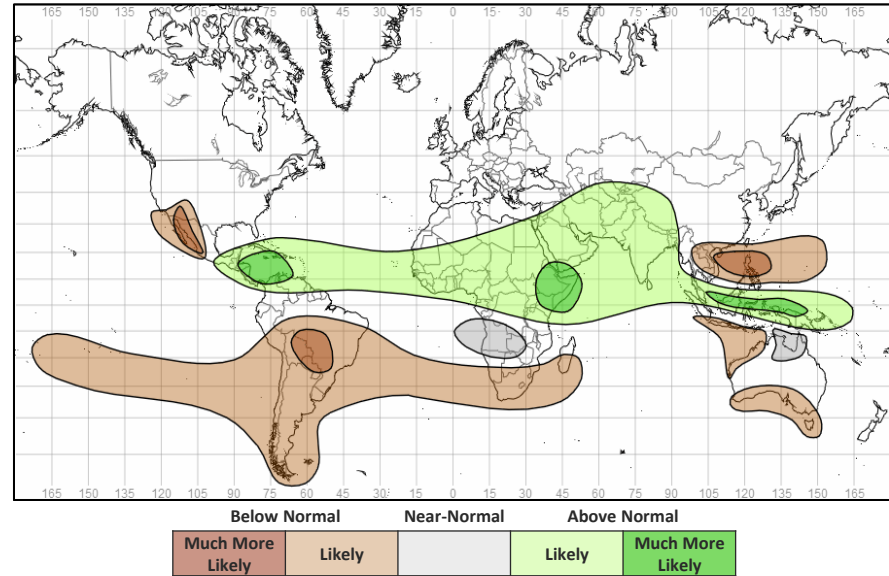 165 150 135 120 105 90 75 60 45 30 15 0 15 30 45 60 75 90 105 120 135 150 165
165 150 135 120 105 90 75 60 45 30 15 0 15 30 45 60 75 90 105 120 135 150 165
Below Normal Near-Normal Above Normal
Much More Likely Likely Much More
Likely Likely